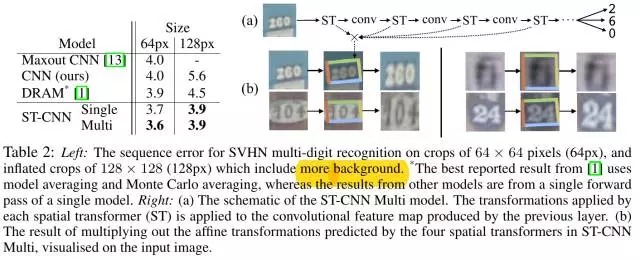 Size
Model 64px 128px
Maxout CNN [13] 4.0 -
CNN (ours) 4.0 5.6
DRAM* [1] 3.9 4.5
ST-CNN Single 3.7 3.9
Multi 3.6 3.9
(a) 260 ST conv ST conv ST conv ST 2
6
0
(b) 260 260 260
104 104 104 24 24 24
Table 2: Left: The sequence error for SVHN multi-digit recognition on crops of 64 × 64 pixels (64px), and
inflated crops of 128 × 128 (128px) which include more background. *The best reported result from [1] uses
model averaging and Monte Carlo averaging, whereas the results from other models are from a single forward
pass of a single model. Right: (a) The schematic of the ST-CNN Multi model. The transformations applied by
each spatial transformer (ST) is applied to the convolutional feature map produced by the previous layer. (b)
The result of multiplying out the affine transformations predicted by the four spatial transformers in ST-CNN
Multi, visualised on the input image.